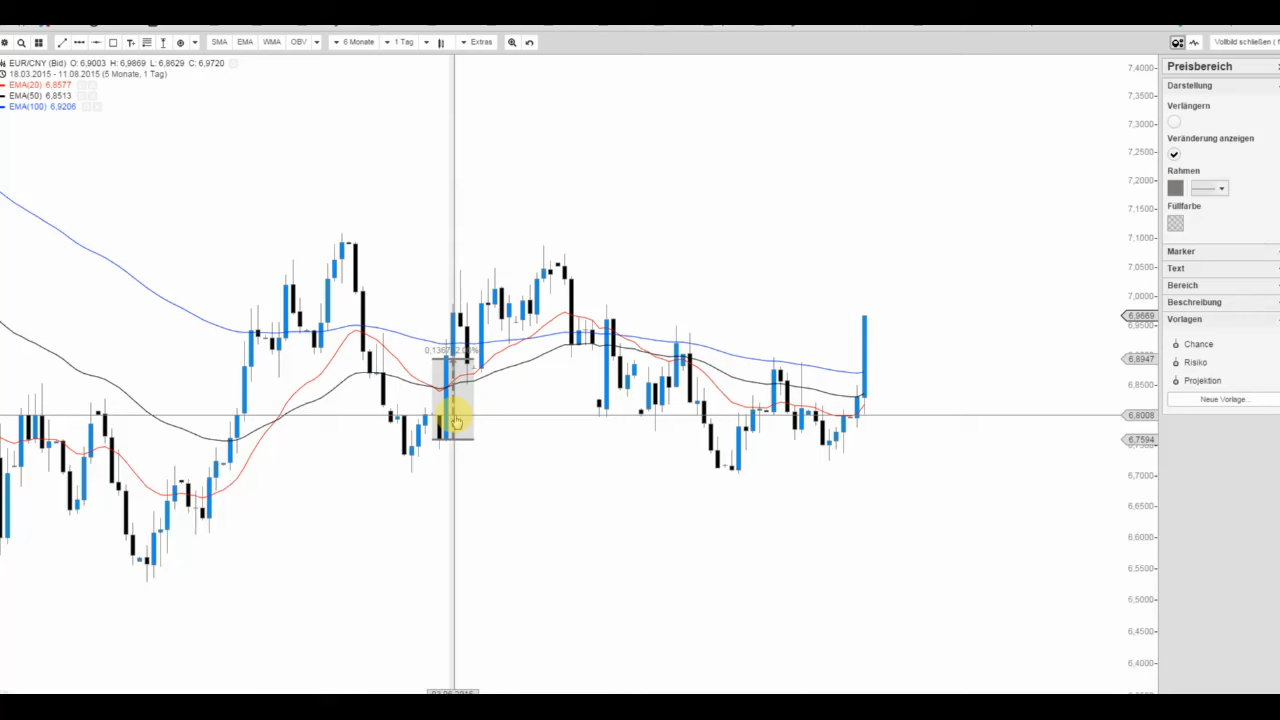 SMA EMA WMA OBV 6 Monate 1 Tag Extras Vollbild schließen ( f
EUR/CNY (Bid) O: 6,9003 H: 6,9869 L: 6,8629 C: 6,9720
18.03.2015 - 11.08.2015 (5 Monate, 1 Tag)
EMA(20) 6,8577
EMA(50) 6,8513
EMA(100) 6,9206
7,4000
7,3500
7,3000
7,2500
7,2000
7,1500
7,1000
7,0500
7,0000
6,9669
6,9500
6,8947
6,8500
6,8008
6,7594
6,7000
6,6500
6,6000
6,5500
6,5000
6,4500
6,4000
Preisbereich
Darstellung
Verlängern
Veränderung anzeigen
Rahmen
Füllfarbe
Marker
Text
Bereich
Beschreibung
Vorlagen
Chance
Risiko
Projektion
Neue Vorlage...